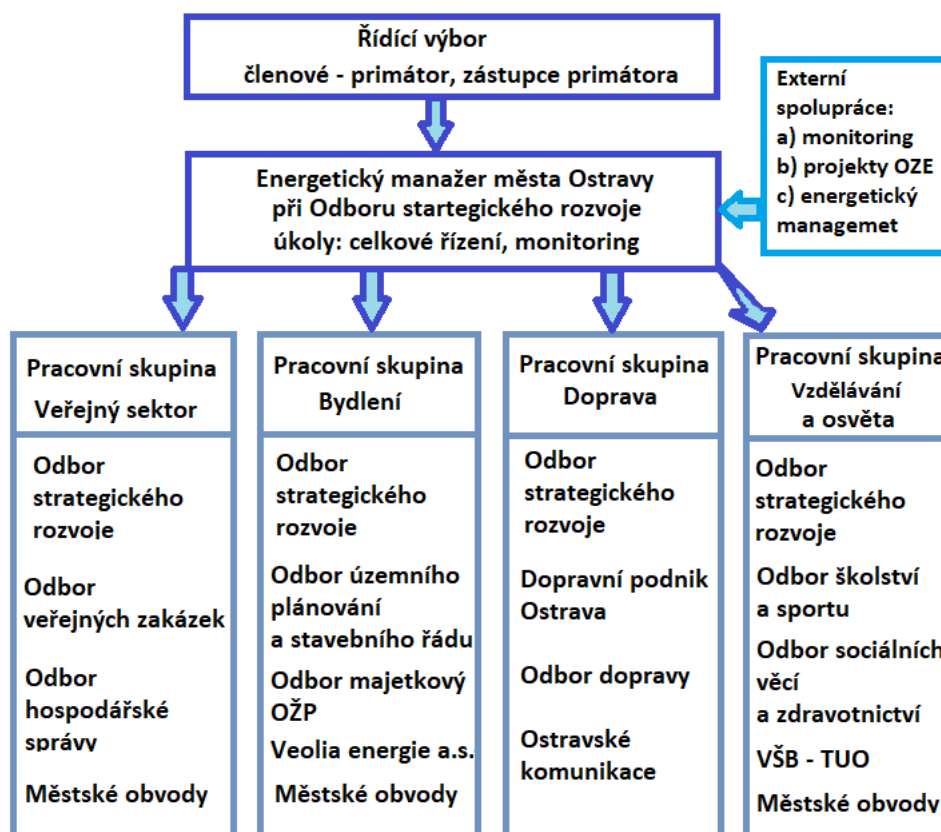 Řídící výbor
členové - primátor, zástupce primátora
Externí
spolupráce:
a) monitoring
b) projekty OZE
c) energetický
managemet
Energetický manažer města Ostravy
při Odboru startegického rozvoje
úkoly: celkové řízení, monitoring
Pracovní skupina
Veřejný sektor
Odbor
strategického
rozvoje
Odbor
veřejných zakázek
Odbor
hospodářské
správy
Městské obvody
Pracovní skupina
Bydlení
Odbor
strategického
rozvoje
Odbor územního
plánování
a stavebního řádu
Odbor majetkový
OŽP
Veolia energie a.s.
Městské obvody
Pracovní skupina
Doprava
Odbor
strategického
rozvoje
Dopravní podnik
Ostrava
Odbor dopravy
Ostravské
komunikace
Pracovní skupina
Vzdělávání
a osvěta
Odbor
strategického
rozvoje
Odbor školství
a sportu
Odbor sociálních
věcí
a zdravotnictví
VŠB - TUO
Městské obvody